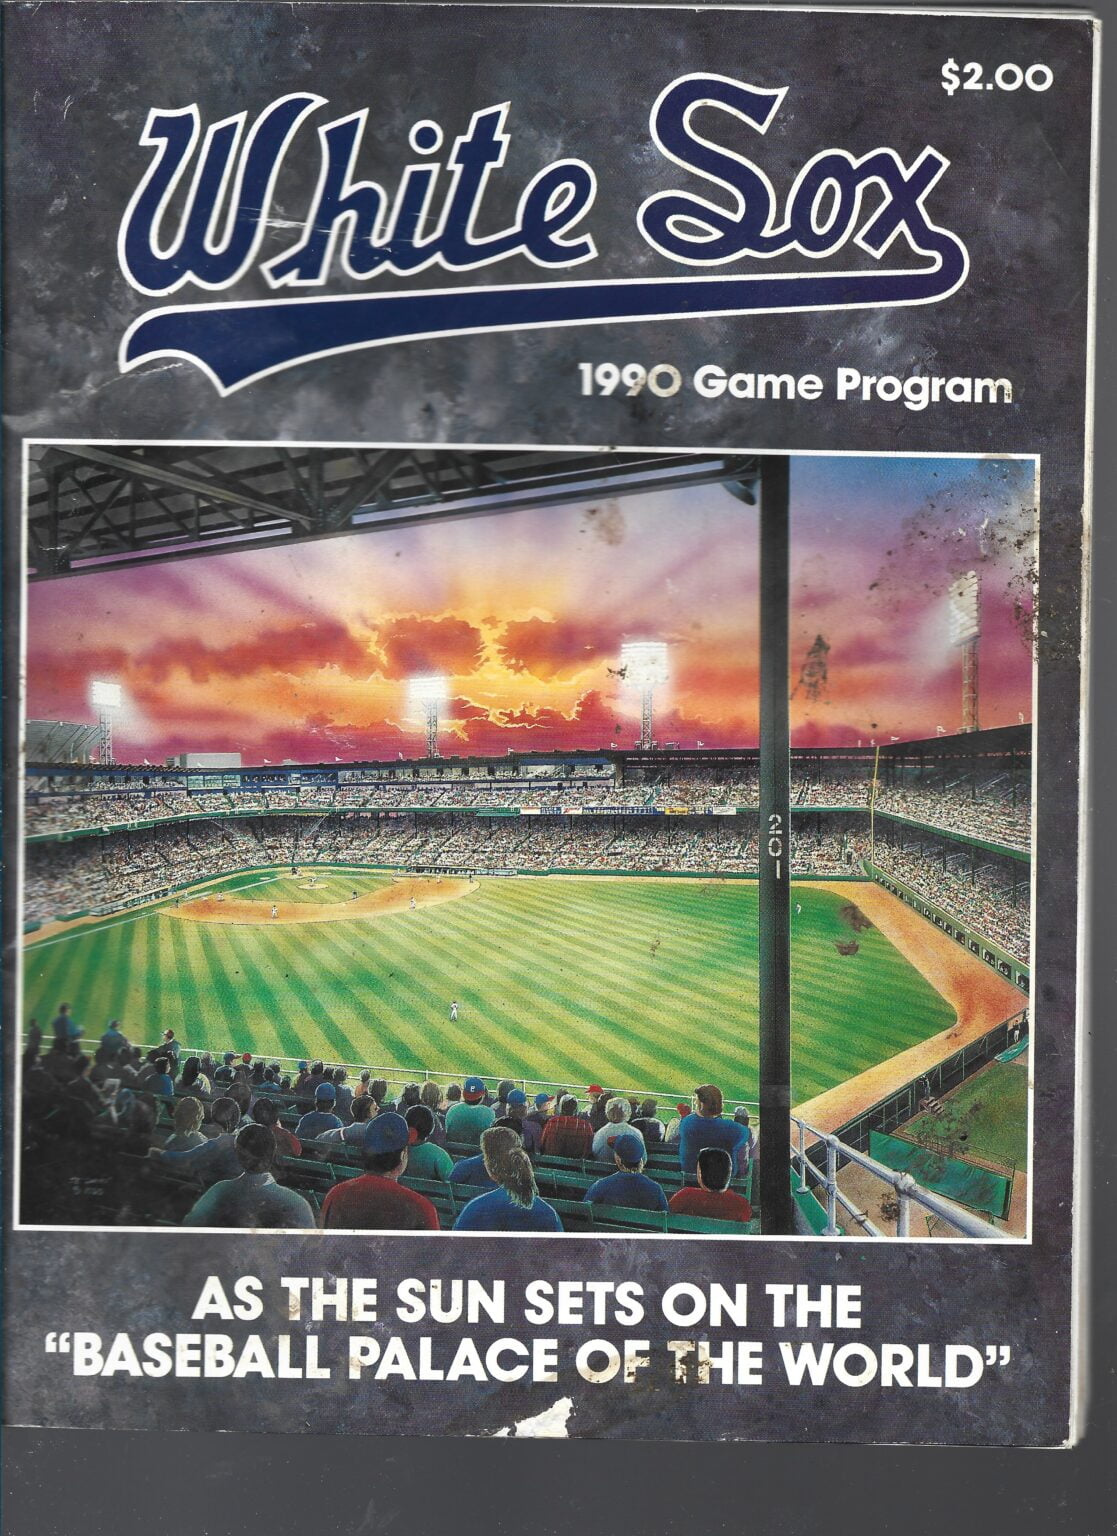 $2.00
White Sox
1990 Game Program
201
AS THE SUN SETS ON THE
“BASEBALL PALACE OF THE WORLD”